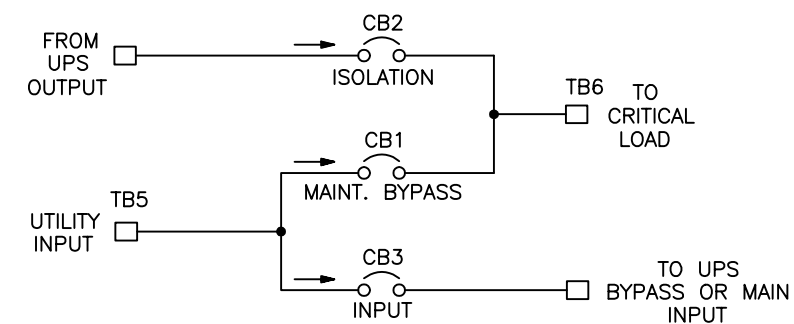 CB2
FROM
UPS
OUTPUT
ISOLATION
TB6
TO
CRITICAL
LOAD
CB1
MAINT. BYPASS
TB5
UTILITY
INPUT
CB3
INPUT
TO UPS
BYPASS OR MAIN
INPUT